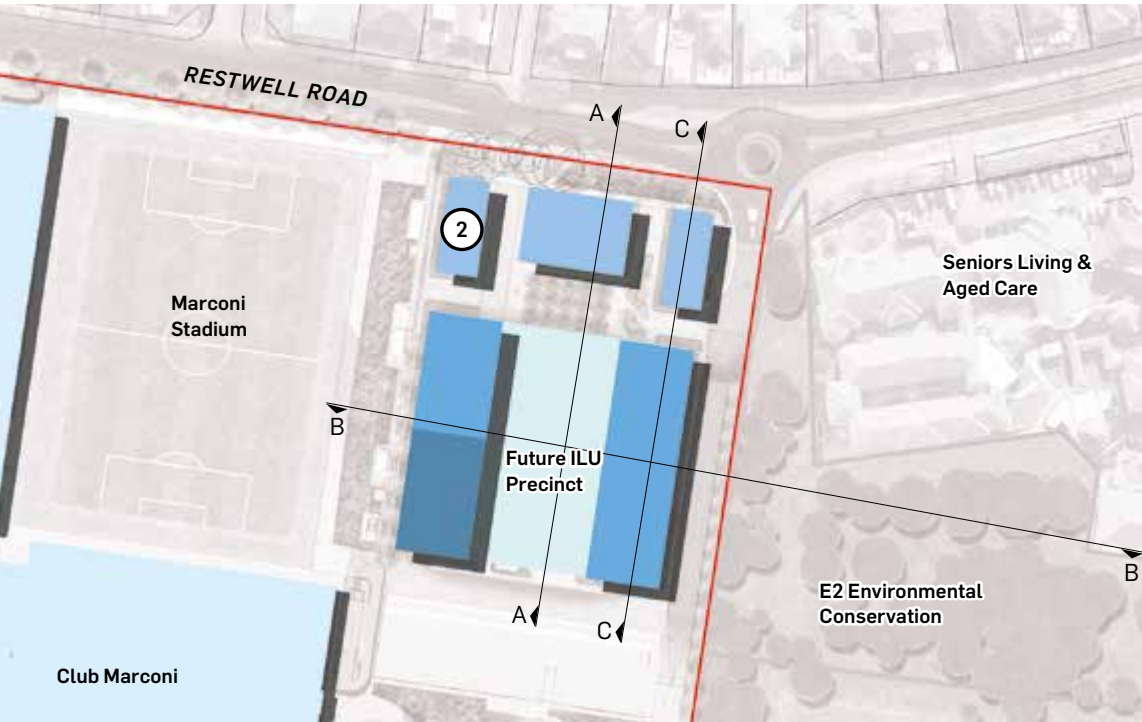 RESTWELL ROAD
A
C
2
Seniors Living &
Aged Care
Marconi
Stadium
B
Future ILU
Precinct
B
E2 Environmental
Conservation
A
C
Club Marconi